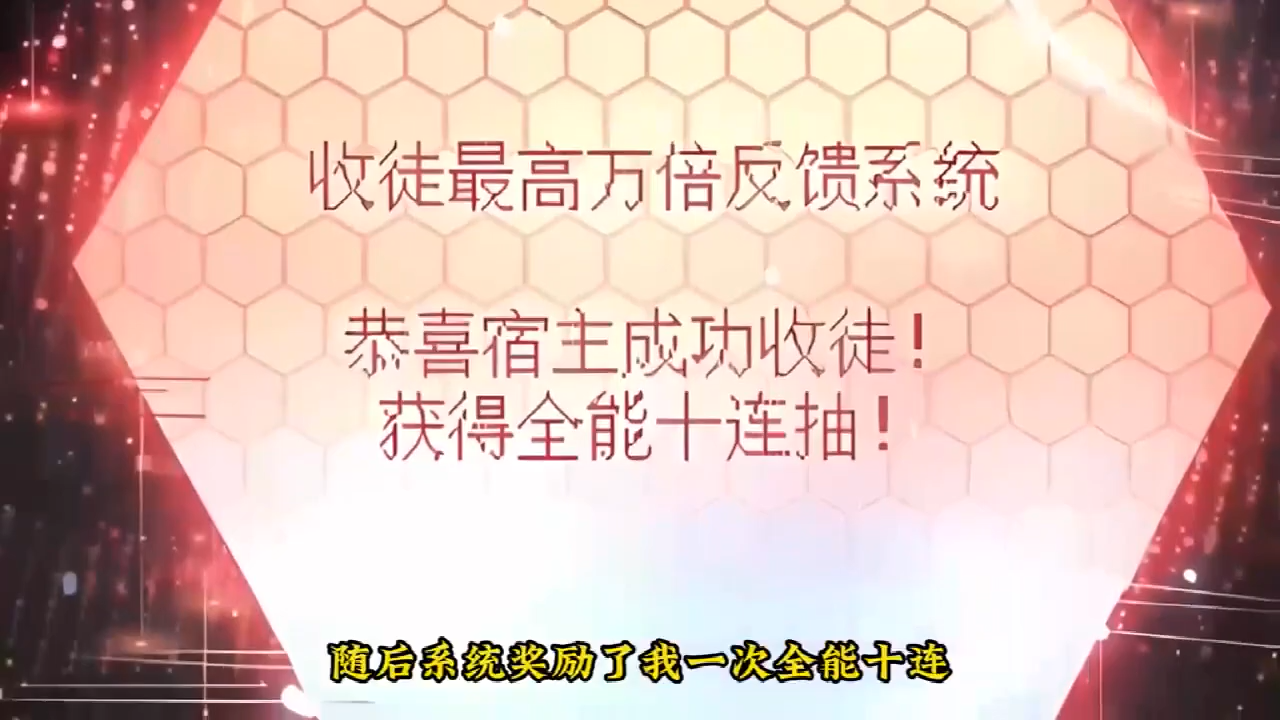 收徒最高万倍反馈系统
恭喜宿主成功收徒！
获得全能十连抽！
随后系统奖励了我一次全能十连